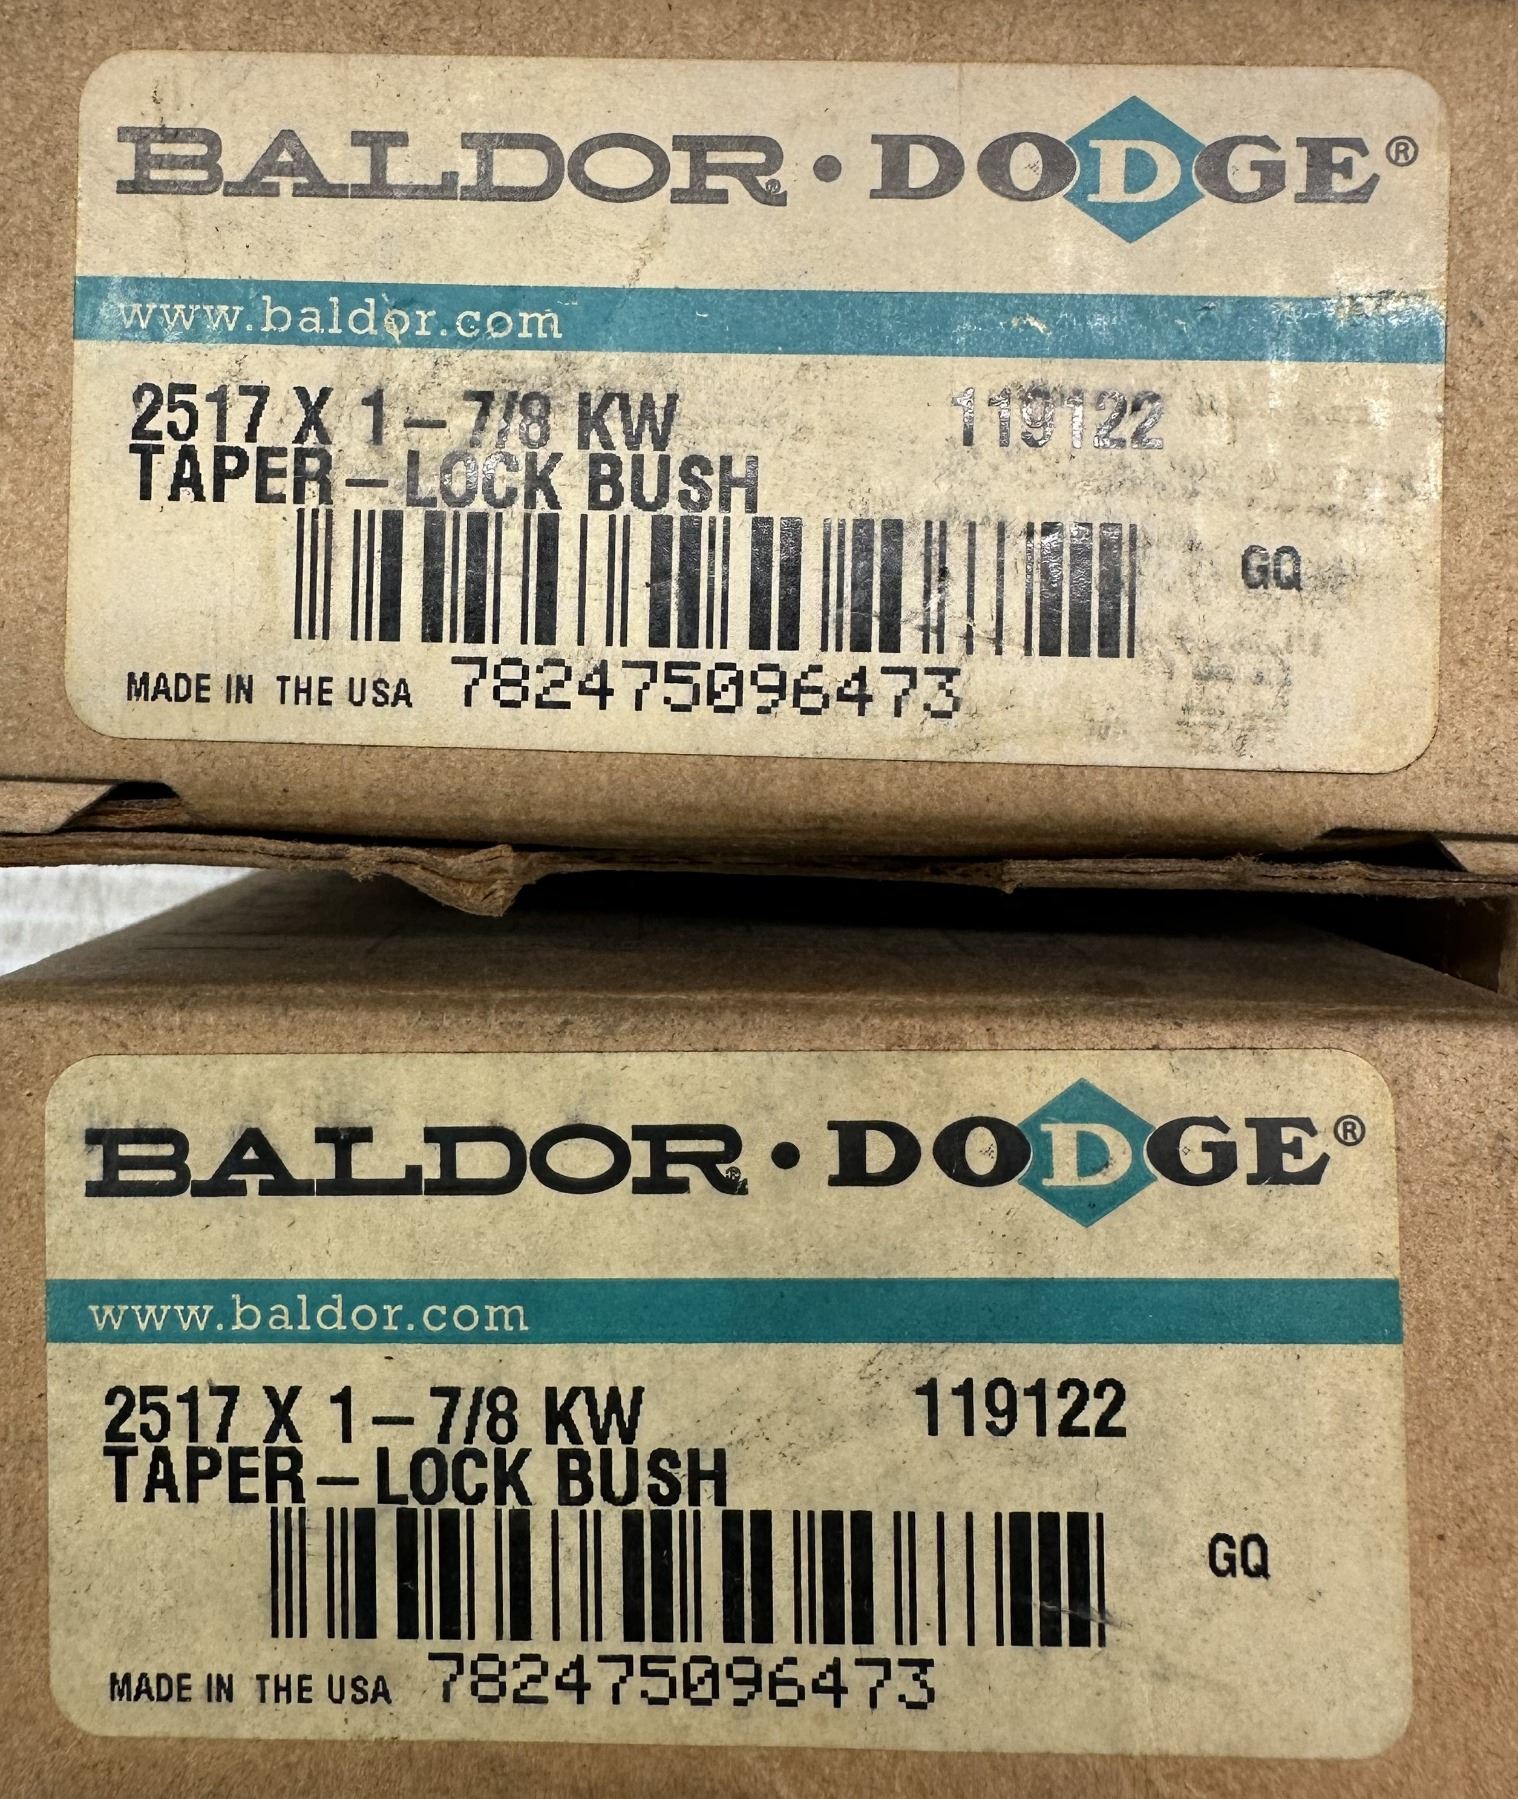 BALDOR® • DODGE®
www.baldor.com
2517 X 1-7/8 KW 119122
TAPER-LOCK BUSH
GQ
MADE IN THE USA 782475096473
BALDOR® • DODGE®
www.baldor.com
2517 X 1-7/8 KW 119122
TAPER-LOCK BUSH
GQ
MADE IN THE USA 782475096473